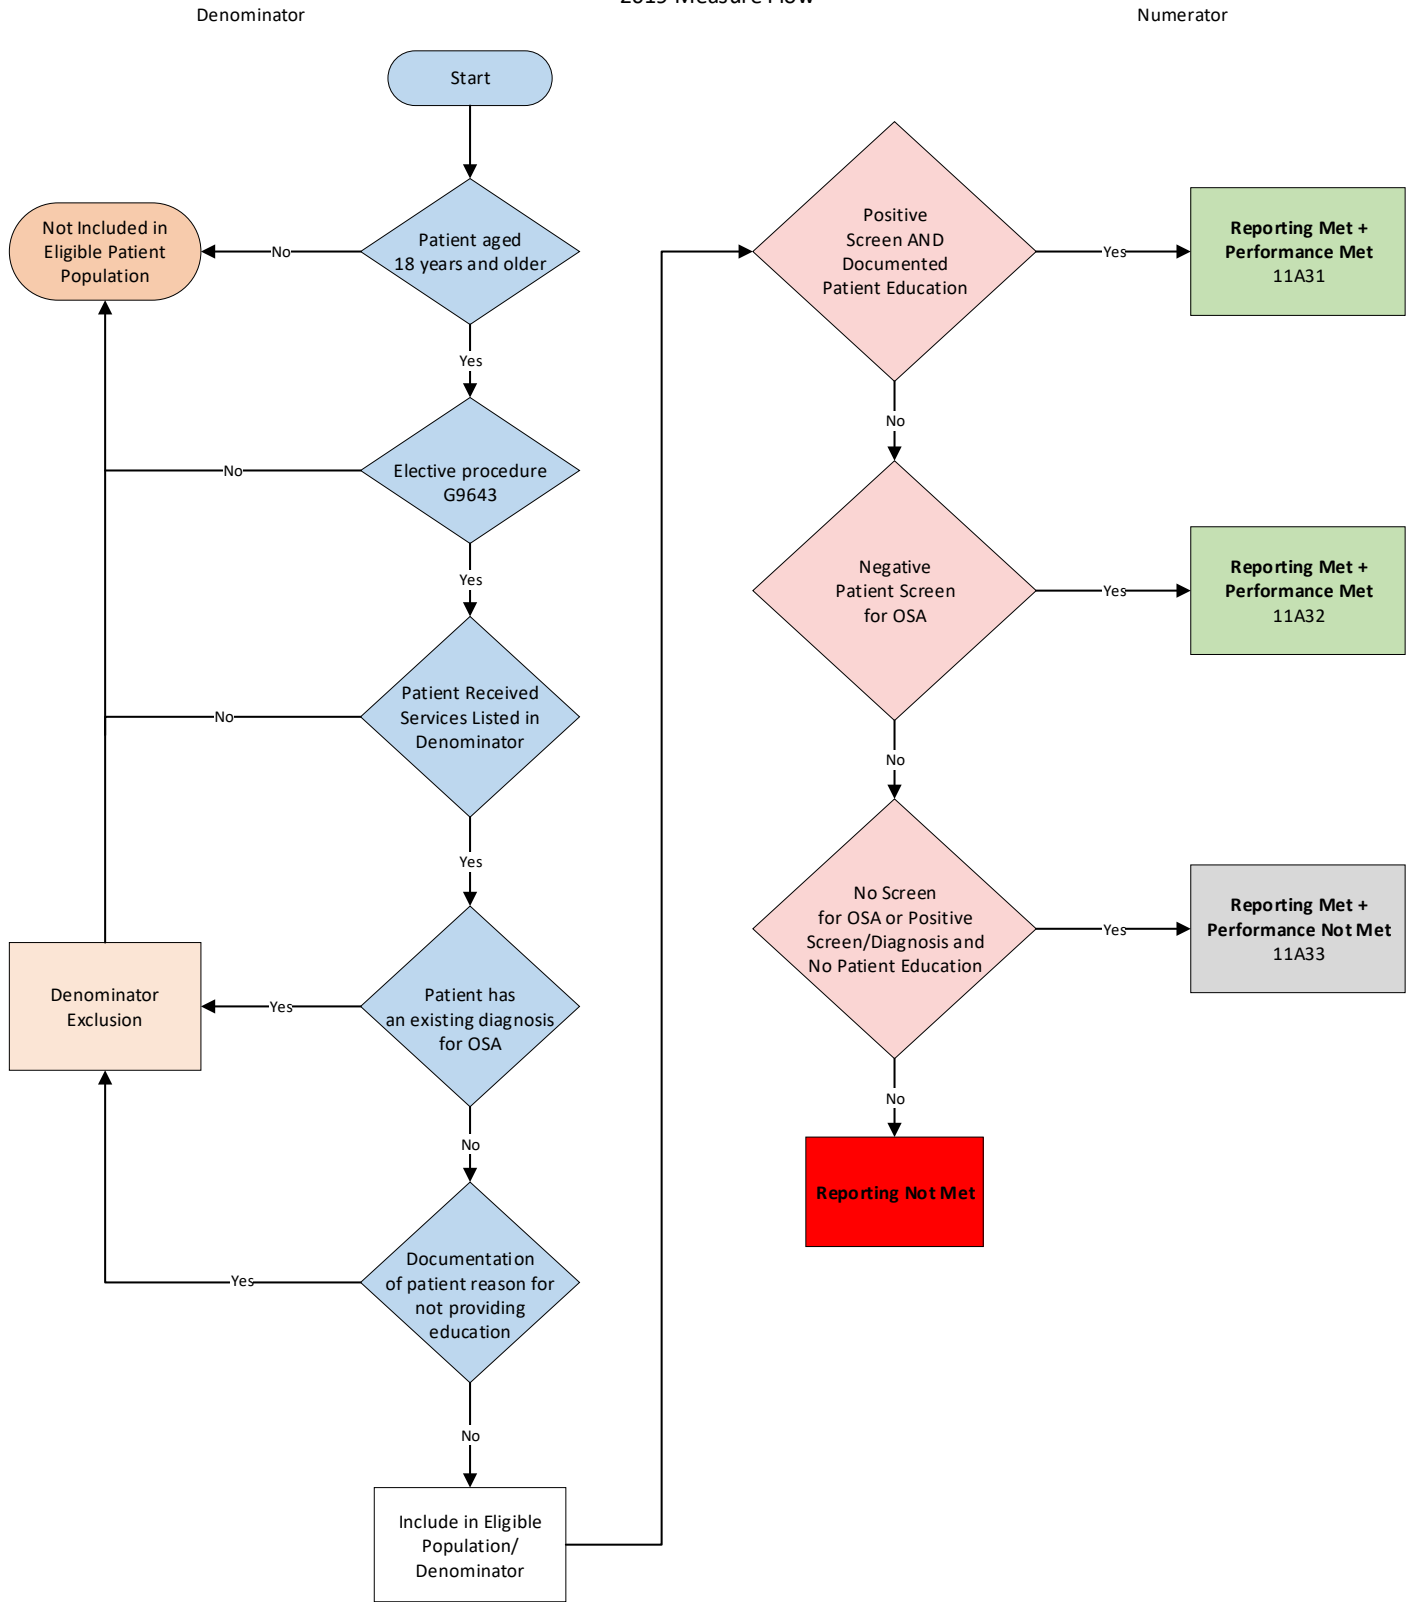 Denominator
Numerator
Start
Patient aged
18 years and older
No
Not Included in
Eligible Patient
Population
Yes
Elective procedure
G9643
No
Yes
Patient Received
Services Listed in
Denominator
No
Yes
Patient has
an existing diagnosis
for OSA
Yes
Denominator
Exclusion
No
Documentation
of patient reason for
not providing
education
Yes
No
Include in Eligible
Population/
Denominator
Positive
Screen AND
Documented
Patient Education
Yes
Reporting Met +
Performance Met
11A31
No
Negative
Patient Screen
for OSA
Yes
Reporting Met +
Performance Met
11A32
No
No Screen
for OSA or Positive
Screen/Diagnosis and
No Patient Education
Yes
Reporting Met +
Performance Not Met
11A33
No
Reporting Not Met